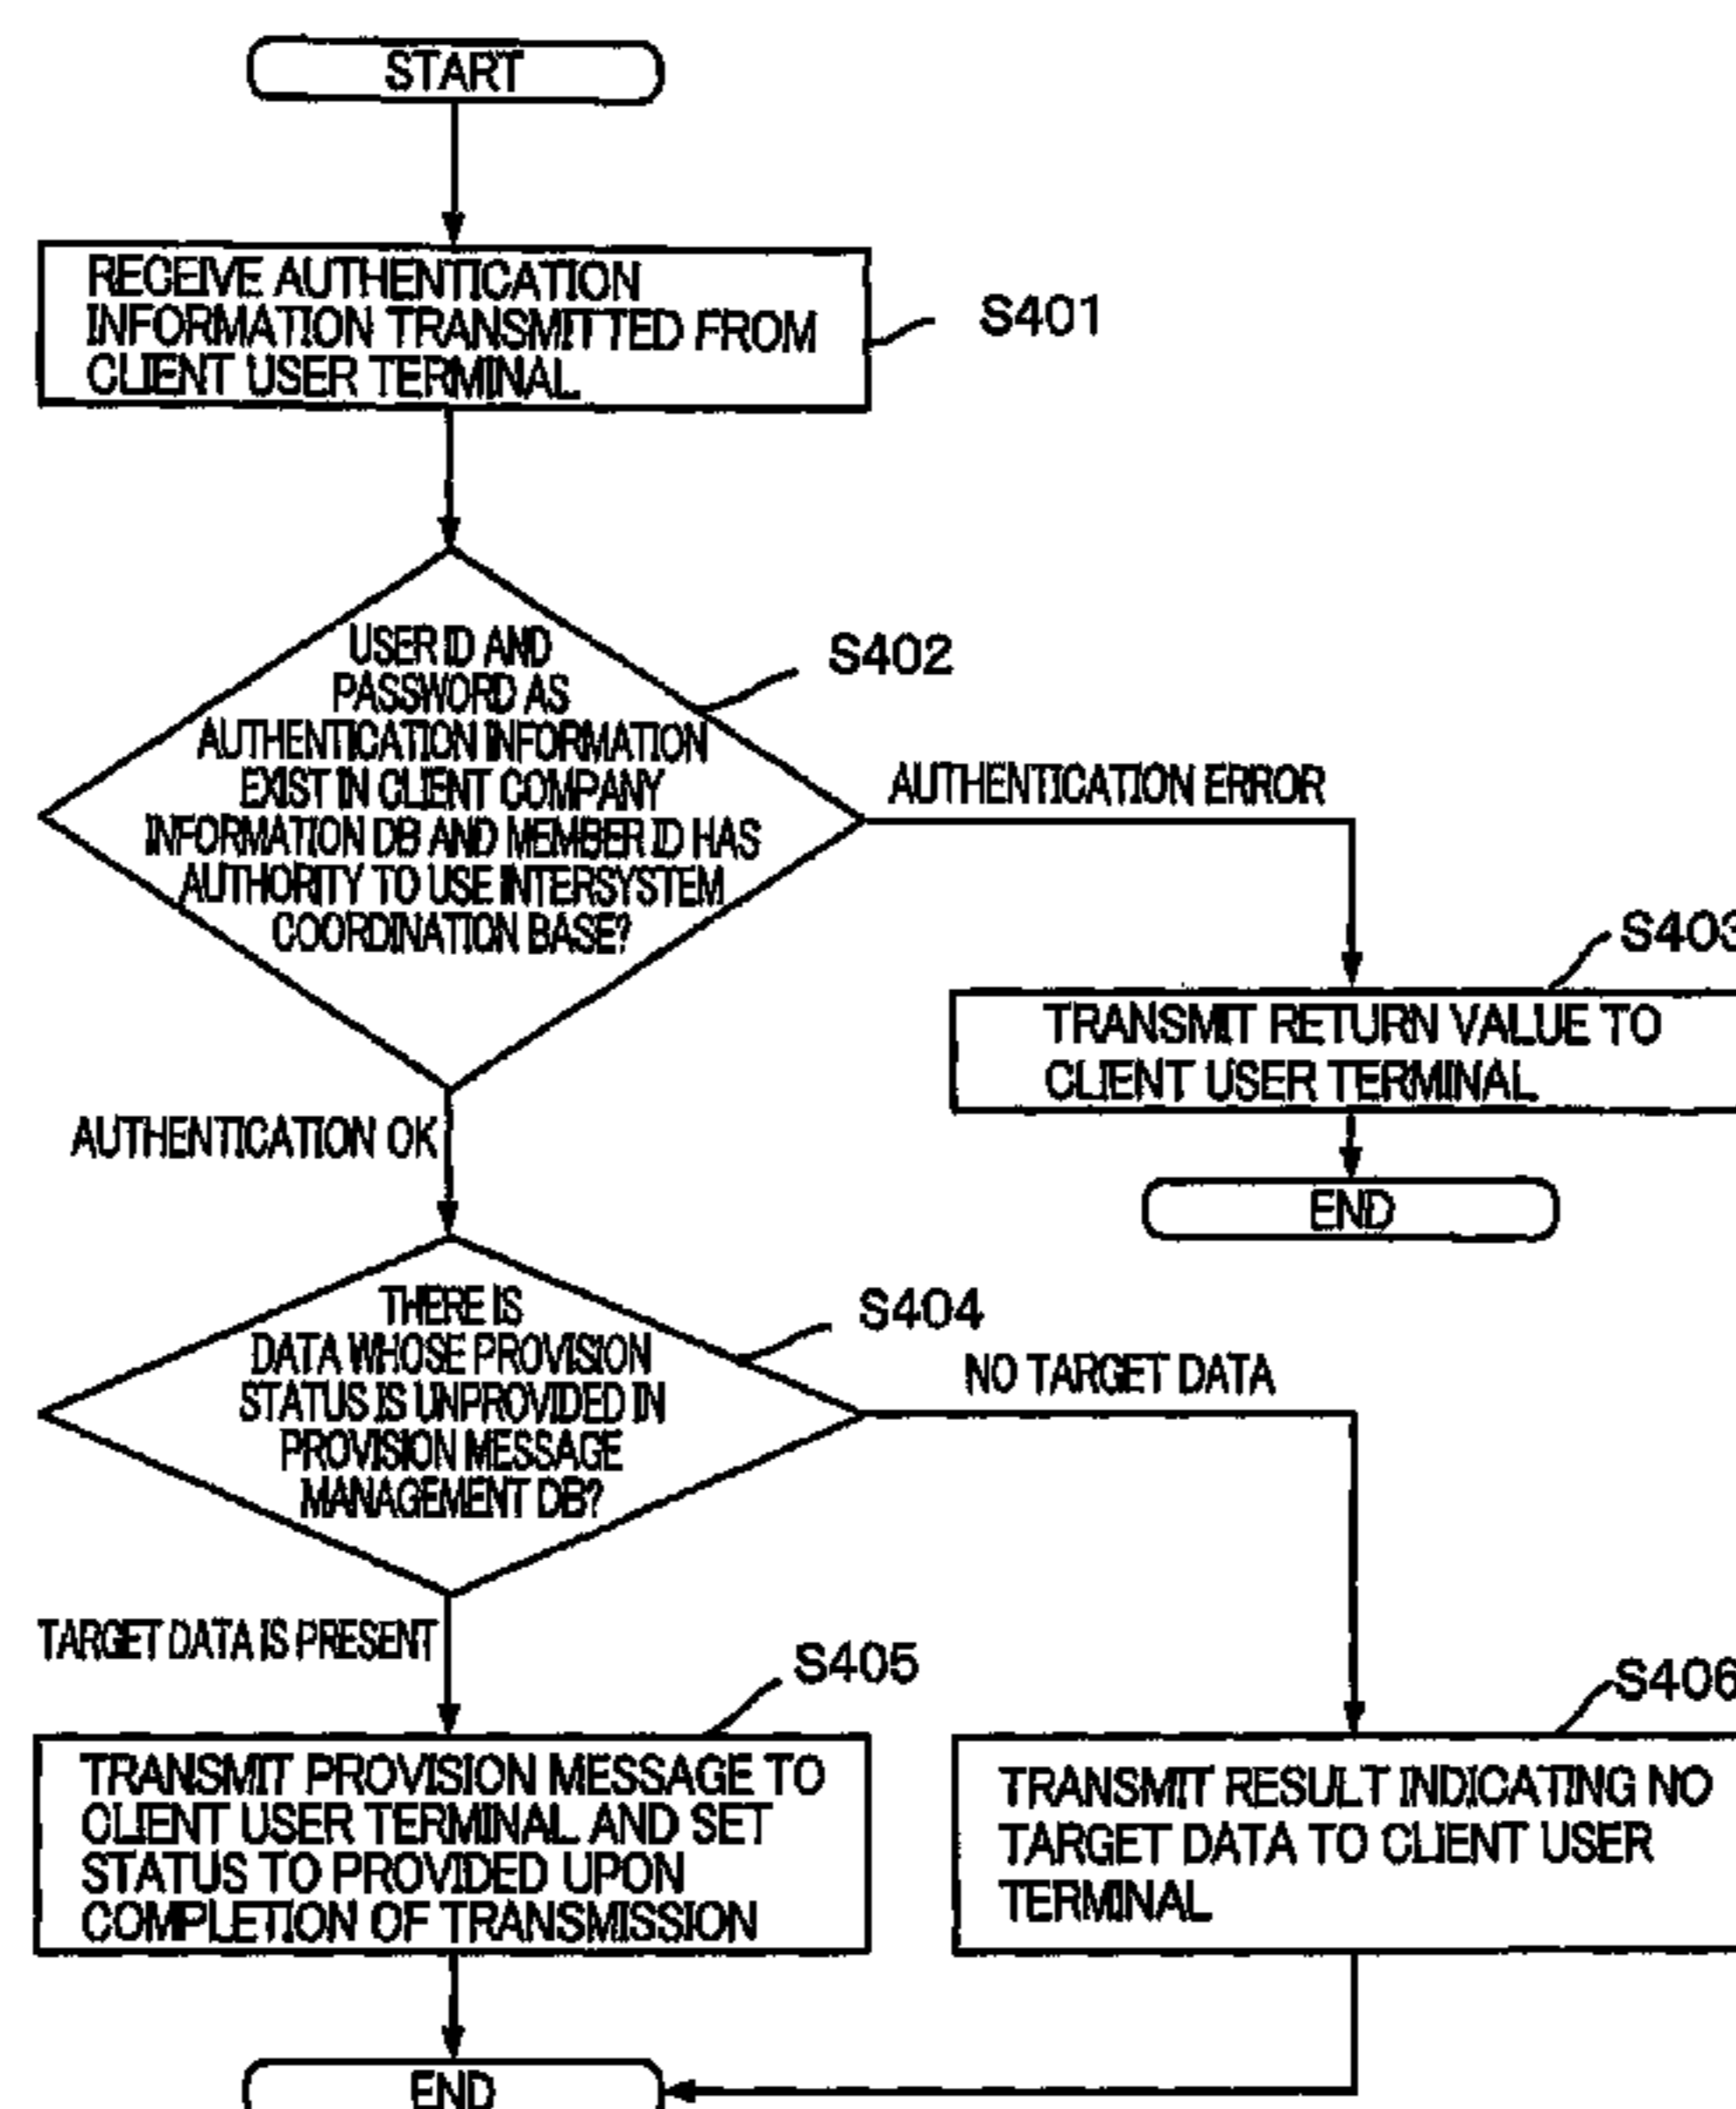 START
RECEIVE AUTHENTICATION
INFORMATION TRANSMITTED FROM
CLIENT USER TERMINAL
S401
USER ID AND
PASSWORD AS
AUTHENTICATION INFORMATION
EXIST IN CLIENT COMPANY
INFORMATION DB AND MEMBER ID HAS
AUTHORITY TO USE INTERSYSTEM
COORDINATION BASE?
S402
AUTHENTICATION ERROR
S403
TRANSMIT RETURN VALUE TO
CLIENT USER TERMINAL
END
AUTHENTICATION OK
THERE IS
DATA WHOSE PROVISION
STATUS IS UNPROVIDED IN
PROVISION MESSAGE
MANAGEMENT DB?
S404
NO TARGET DATA
TARGET DATA IS PRESENT
S405
TRANSMIT PROVISION MESSAGE TO
CLIENT USER TERMINAL AND SET
STATUS TO PROVIDED UPON
COMPLETION OF TRANSMISSION
S406
TRANSMIT RESULT INDICATING NO
TARGET DATA TO CLIENT USER
TERMINAL
END